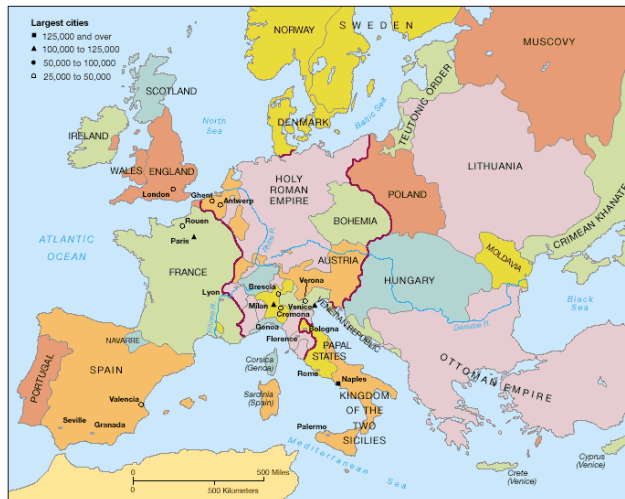 Largest cities
125,000 and over
100,000 to 125,000
50,000 to 100,000
25,000 to 50,000
NORWAY
SWEDEN
MUSCOVY
SCOTLAND
North
Sea
DENMARK
Baltic Sea
TEUTONIC ORDER
IRELAND
LITHUANIA
WALES
ENGLAND
London
HOLY
ROMAN
EMPIRE
POLAND
Ghent
Antwerp
Rhine R.
BOHEMIA
CRIMEAN KHANATE
Rouen
Paris
ATLANTIC
OCEAN
AUSTRIA
MOLDAVIA
FRANCE
HUNGARY
Brescia
Verona
Lyon
Milan
Venice
Cremona
VENETIAN REPUBLIC
Black
Sea
Danube R.
Genoa
Bologna
NAVARRE
Florence
PAPAL
STATES
Corsica
(Genoa)
OTTOMAN EMPIRE
PORTUGAL
SPAIN
Rome
Naples
Sardinia
(Spain)
KINGDOM
OF THE
TWO
SICILIES
Valencia
Seville
Granada
Palermo
Mediterranean Sea
Crete
(Venice)
Cyprus
(Venice)
0
500 Miles
0
500 Kilometers